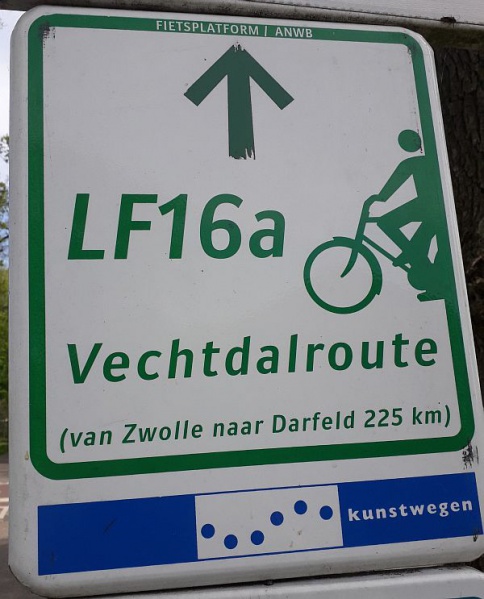 FIETSPLATFORM / ANWB
LF16a
Vechtdalroute
(van Zwolle naar Darfeld 225 km)
kunstwegen